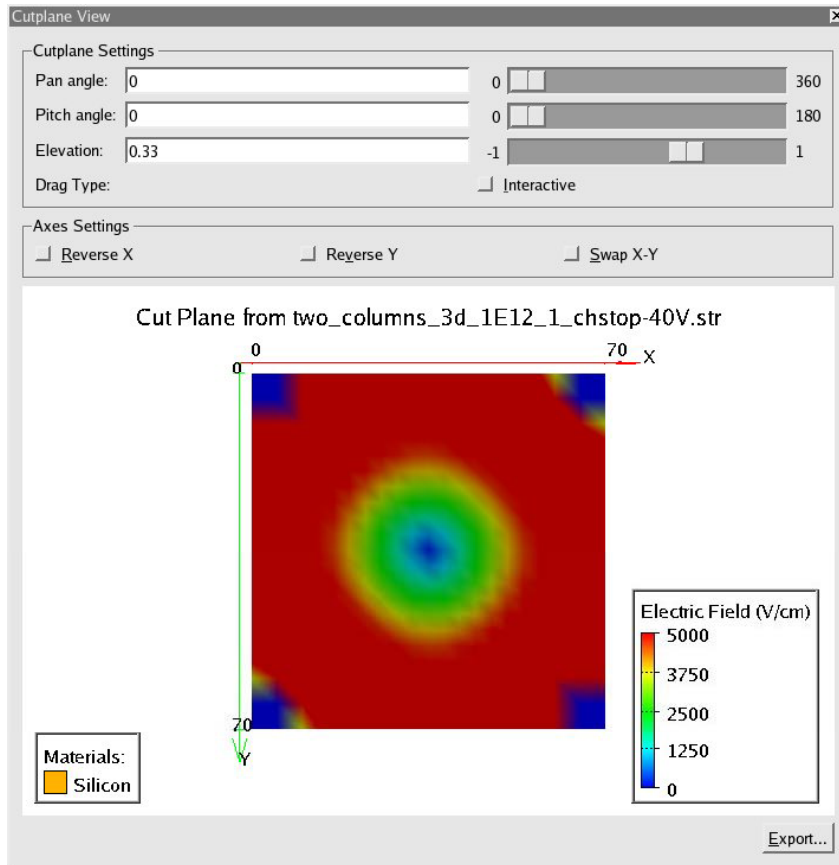 Cutplane View
Cutplane Settings
Pan angle: 0 0 360
Pitch angle: 0 0 180
Elevation: 0.33 -1 1
Drag Type: Interactive
Axes Settings
Reverse X Reverse Y Swap X-Y
Cut Plane from two_columns_3d_1E12_1_chstop-40V.str
0 70 X
0
70
Y
Electric Field (V/cm)
5000
3750
2500
1250
0
Materials:
Silicon
Export...